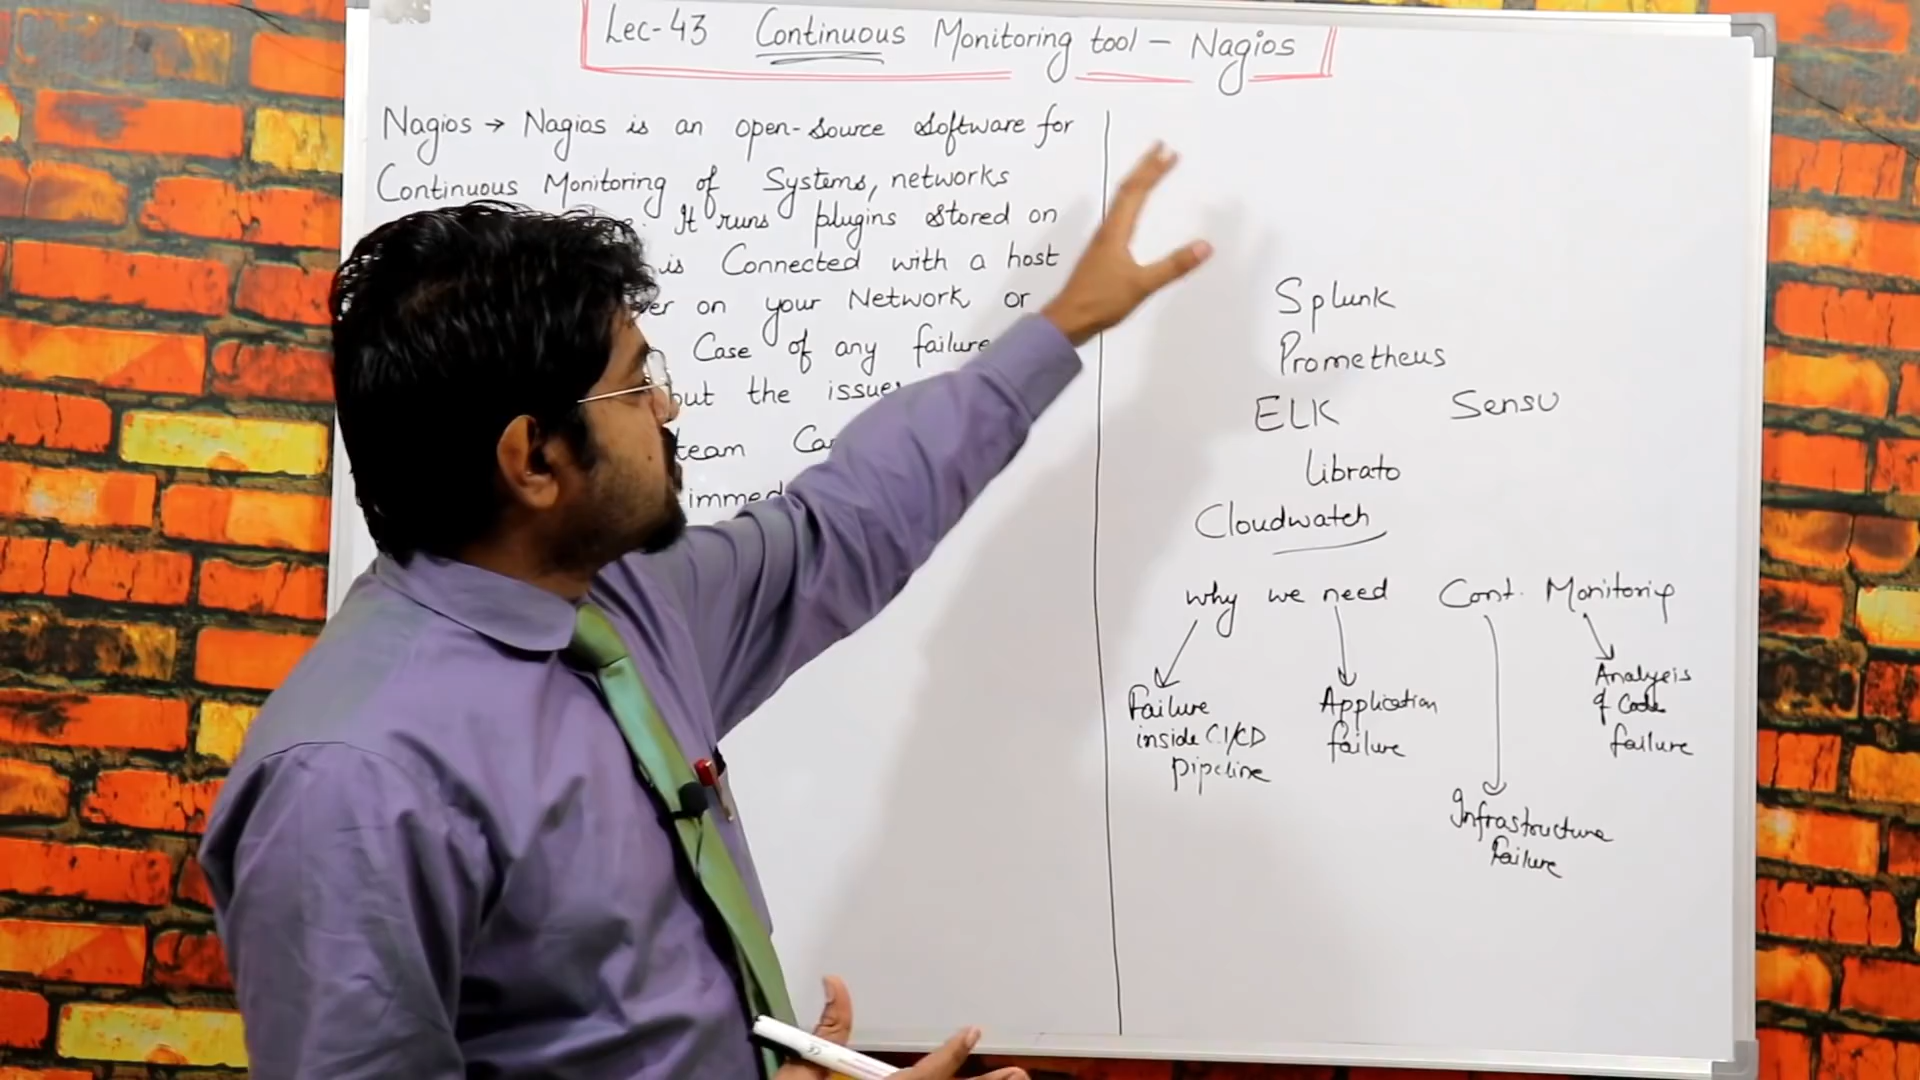 Lec-43 Continuous Monitoring tool - Nagios
Nagios → Nagios is an open-source software for
Continuous Monitoring of Systems, networks
It runs plugins stored on
is Connected with a host
on your Network or
Case of any failure
the issue
team
Splunk
Prometheus
ELK Sensu
Librato
Cloudwatch
why we need Cont. Monitoring
Failure
inside CI/CD
pipeline
Application
failure
Infrastructure
Failure
Analysis
of Code
failure